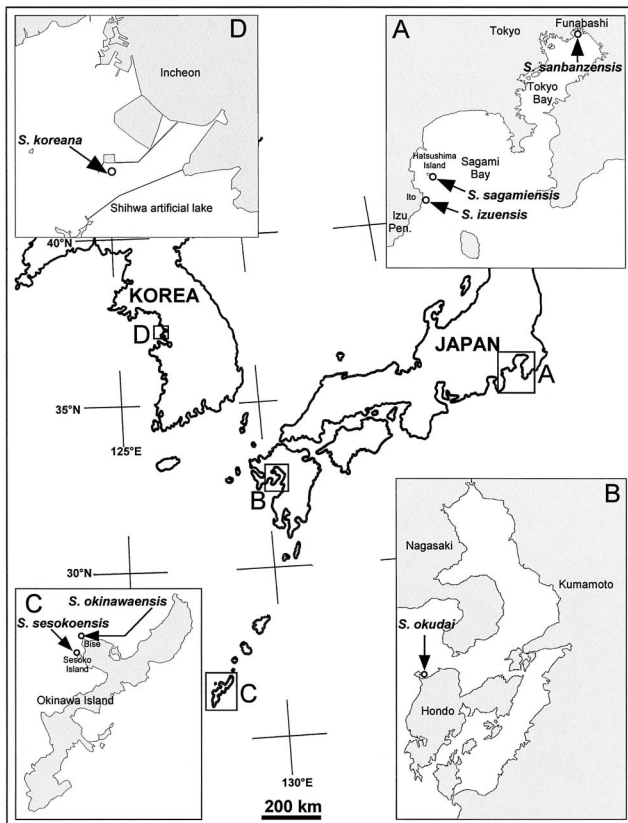 D
Incheon
S. koreana
Shihwa artificial lake
A
Tokyo
Funabashi
S. sanbanzensis
Tokyo
Bay
Hatsushima
Island
Sagami
Bay
S. sagamiensis
Ito
S. izuensis
Izu
Pen.
40°N
KOREA
D
JAPAN
A
35°N
125°E
B
30°N
C
S. okinawaensis
S. sesokoensis
Bise
Sesoko
Island
Okinawa Island
C
130°E
200 km
B
Nagasaki
Kumamoto
S. okudai
Hondo